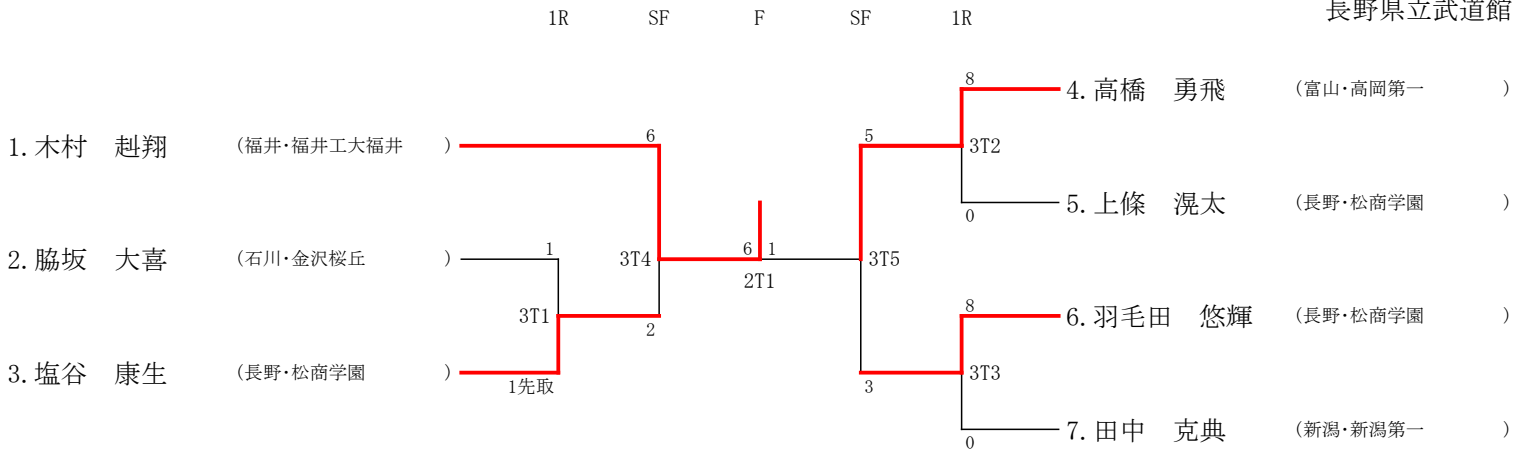 長野県立武道館
1R SF F SF 1R
8
4.高橋 勇飛 (富山・高岡第一 )
6 5
1.木村 赳翔 (福井・福井工大福井 ) 3T2
0
5.上條 滉太 (長野・松商学園 )
1 6 1
2.脇坂 大喜 (石川・金沢桜丘 ) 3T4 3T5
2T1
8
3T1 2
6.羽毛田 悠輝 (長野・松商学園 )
3.塩谷 康生 (長野・松商学園 ) 3T3
1先取 3
0
7.田中 克典 (新潟・新潟第一 )